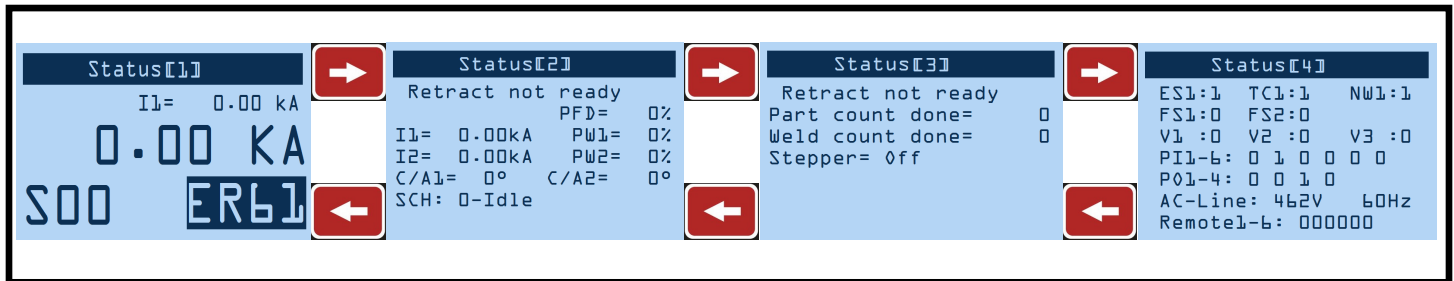 Status[1]
I1= 0.00 kA
0.00 KA
S00 ER61
Status[2]
Retract not ready
PFD= 0%
I1= 0.00kA PW1= 0%
I2= 0.00kA PW2= 0%
C/A1= 0° C/A2= 0°
SCH: 0-Idle
Status[3]
Retract not ready
Part count done= 0
Weld count done= 0
Stepper= Off
Status[4]
ES1:1 TC1:1 NW1:1
FS1:0 FS2:0
V1 :0 V2 :0 V3 :0
PI1-6: 0 1 0 0 0 0
PO1-4: 0 0 1 0
AC-Line: 462V 60Hz
Remote1-6: 000000